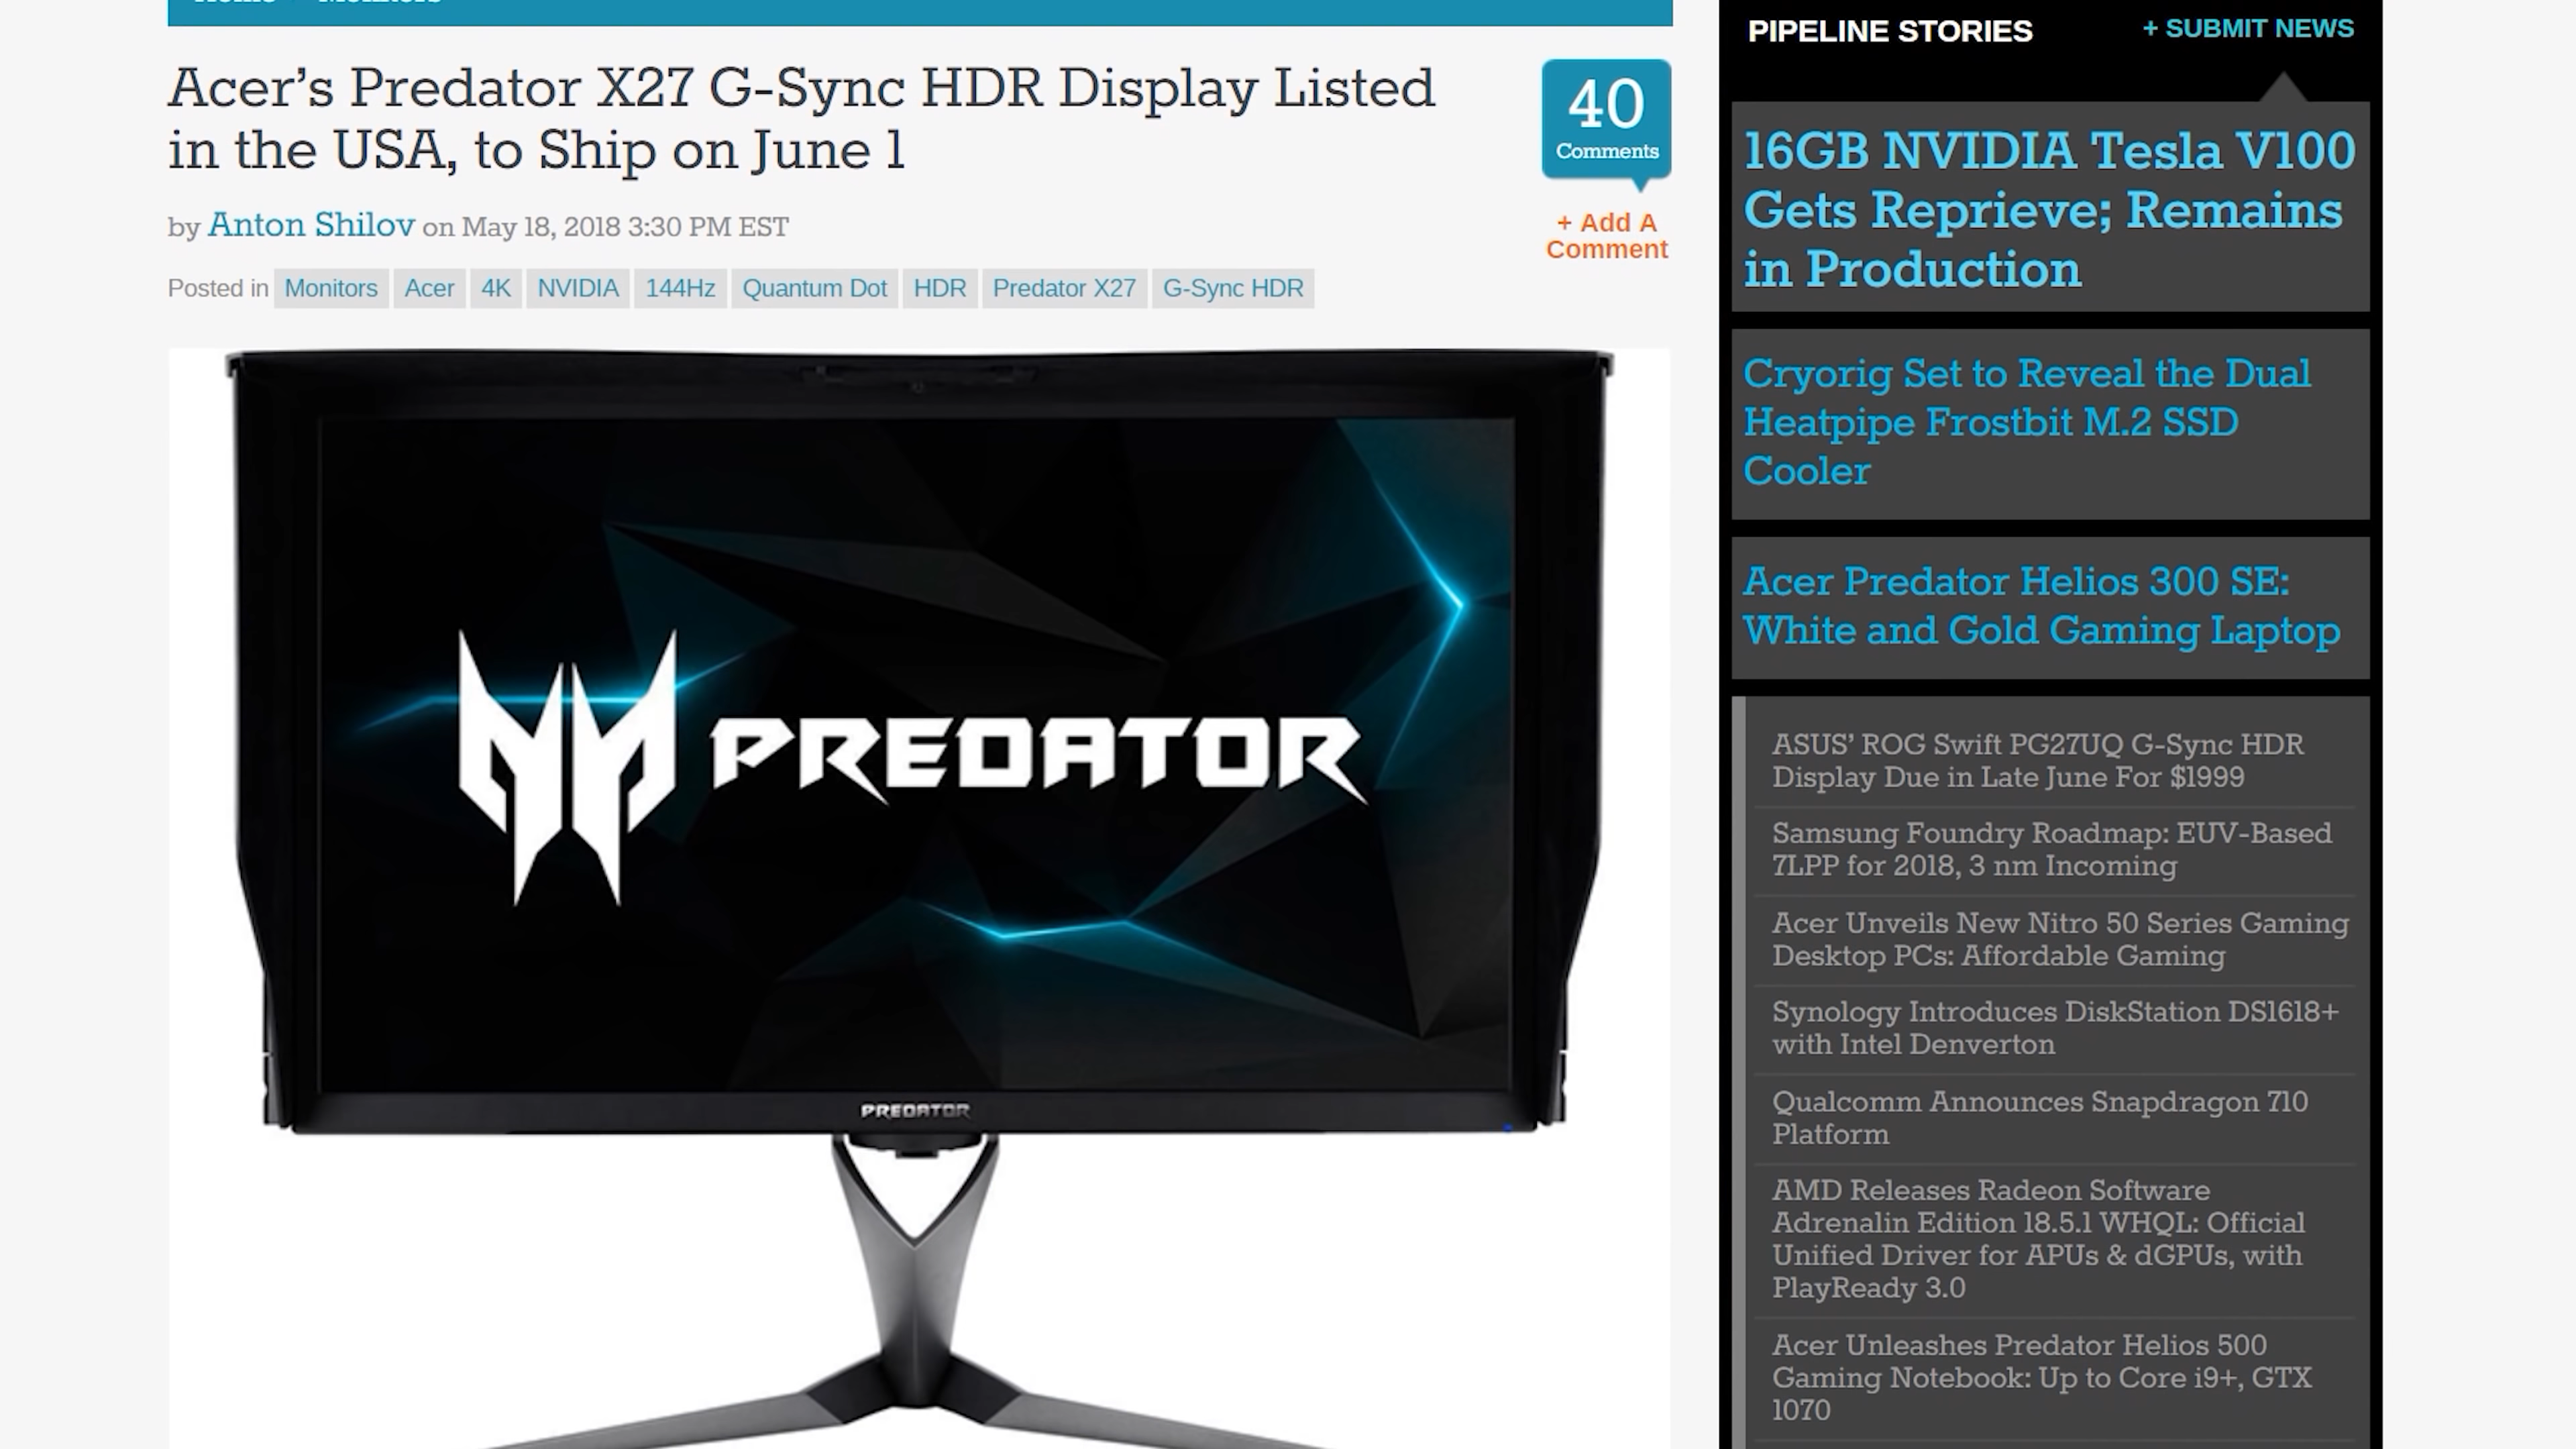 Home Monitors
Acer’s Predator X27 G-Sync HDR Display Listed
in the USA, to Ship on June 1
by Anton Shilov on May 18, 2018 3:30 PM EST
Posted in Monitors Acer 4K NVIDIA 144Hz Quantum Dot HDR Predator X27 G-Sync HDR
40
Comments
+ Add A
Comment
PREDATOR
PREDATOR
PIPELINE STORIES + SUBMIT NEWS
16GB NVIDIA Tesla V100
Gets Reprieve; Remains
in Production
Cryorig Set to Reveal the Dual
Heatpipe Frostbit M.2 SSD
Cooler
Acer Predator Helios 300 SE:
White and Gold Gaming Laptop
ASUS’ ROG Swift PG27UQ G-Sync HDR
Display Due in Late June For $1999
Samsung Foundry Roadmap: EUV-Based
7LPP for 2018, 3 nm Incoming
Acer Unveils New Nitro 50 Series Gaming
Desktop PCs: Affordable Gaming
Synology Introduces DiskStation DS1618+
with Intel Denverton
Qualcomm Announces Snapdragon 710
Platform
AMD Releases Radeon Software
Adrenalin Edition 18.5.1 WHQL: Official
Unified Driver for APUs & dGPUs, with
PlayReady 3.0
Acer Unleashes Predator Helios 500
Gaming Notebook: Up to Core i9+, GTX
1070